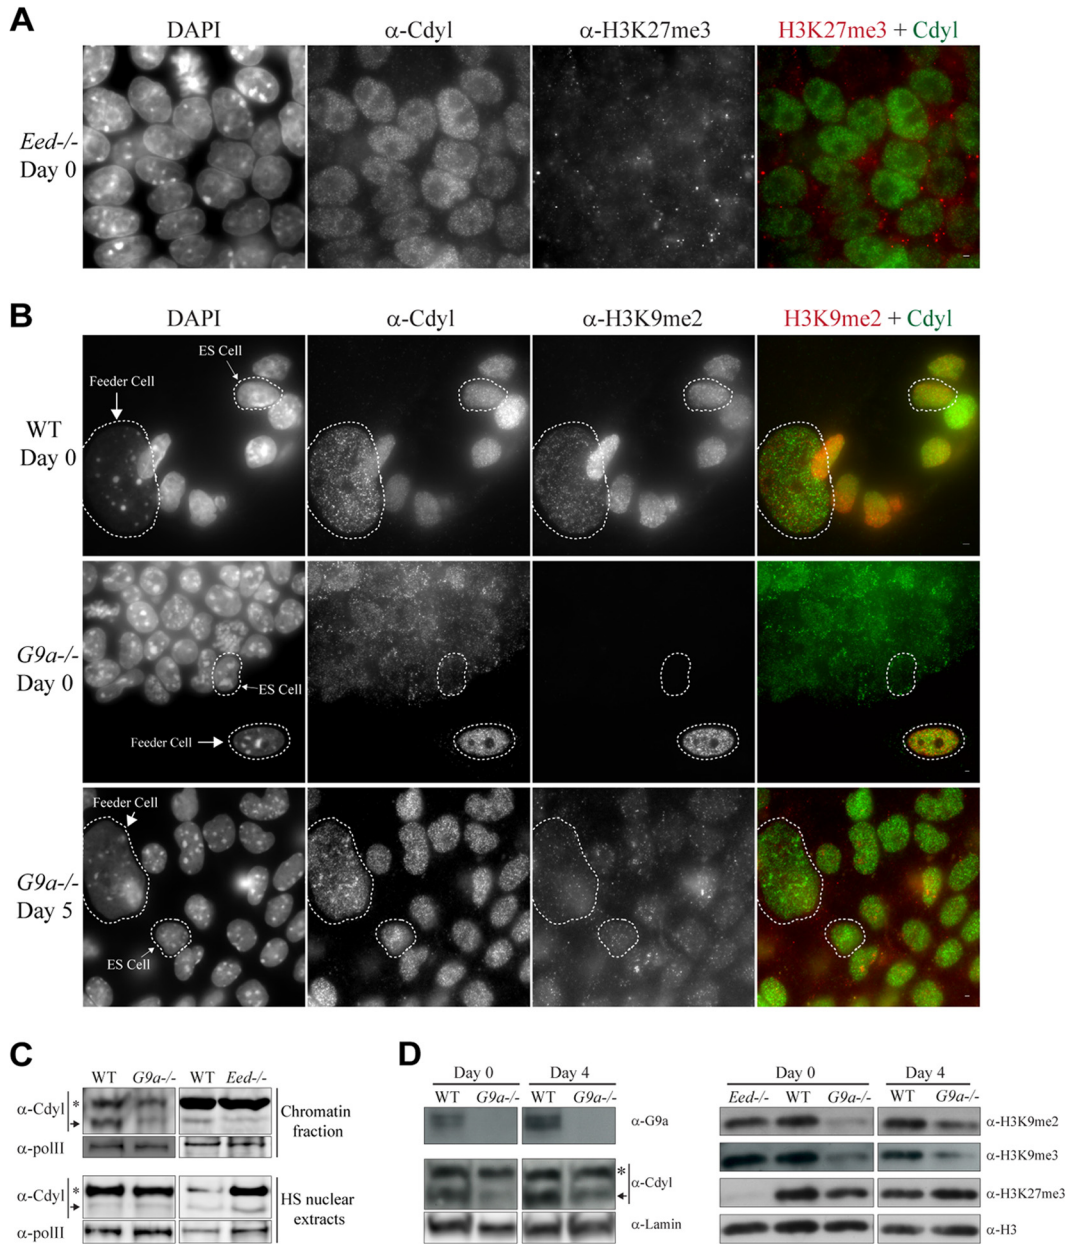 A
DAPI α-Cdyl α-H3K27me3 H3K27me3 + Cdyl
Eed-/-
Day 0
B
DAPI α-Cdyl α-H3K9me2 H3K9me2 + Cdyl
ES Cell
Feeder Cell
WT
Day 0
G9a-/-
Day 0
ES Cell
Feeder Cell
Feeder Cell
G9a-/-
Day 5
ES Cell
C
WT G9a-/- WT Eed-/-
α-Cdyl *
Chromatin
fraction
α-polII
α-Cdyl *
HS nuclear
extracts
α-polII
D
Day 0 Day 4
WT G9a-/- WT G9a-/-
α-G9a
* α-Cdyl
α-Lamin
Day 0 Day 4
Eed-/- WT G9a-/- WT G9a-/-
α-H3K9me2
α-H3K9me3
α-H3K27me3
α-H3